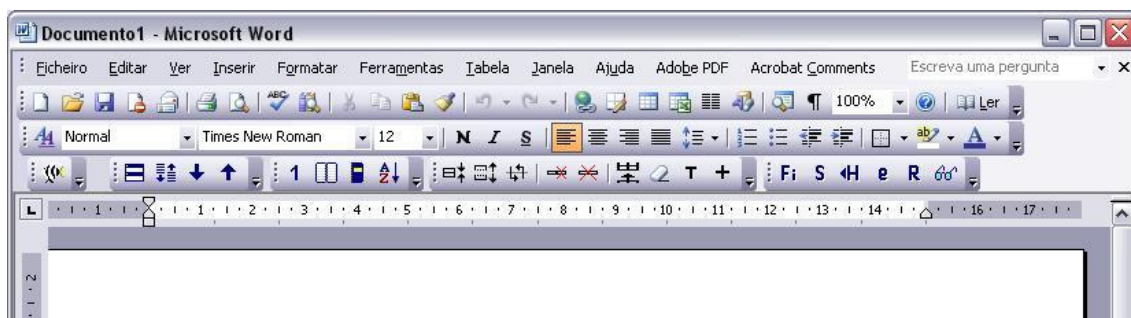 Documento1 - Microsoft Word
Ficheiro Editar Ver Inserir Formatar Ferramentas Tabela Janela Ajuda Adobe PDF Acrobat Comments Escreva uma pergunta
100% Ler
Normal Times New Roman 12 N I S
1 T Fi S H e R
L 1 1 2 3 4 5 6 7 8 9 10 11 12 13 14 16 17
2